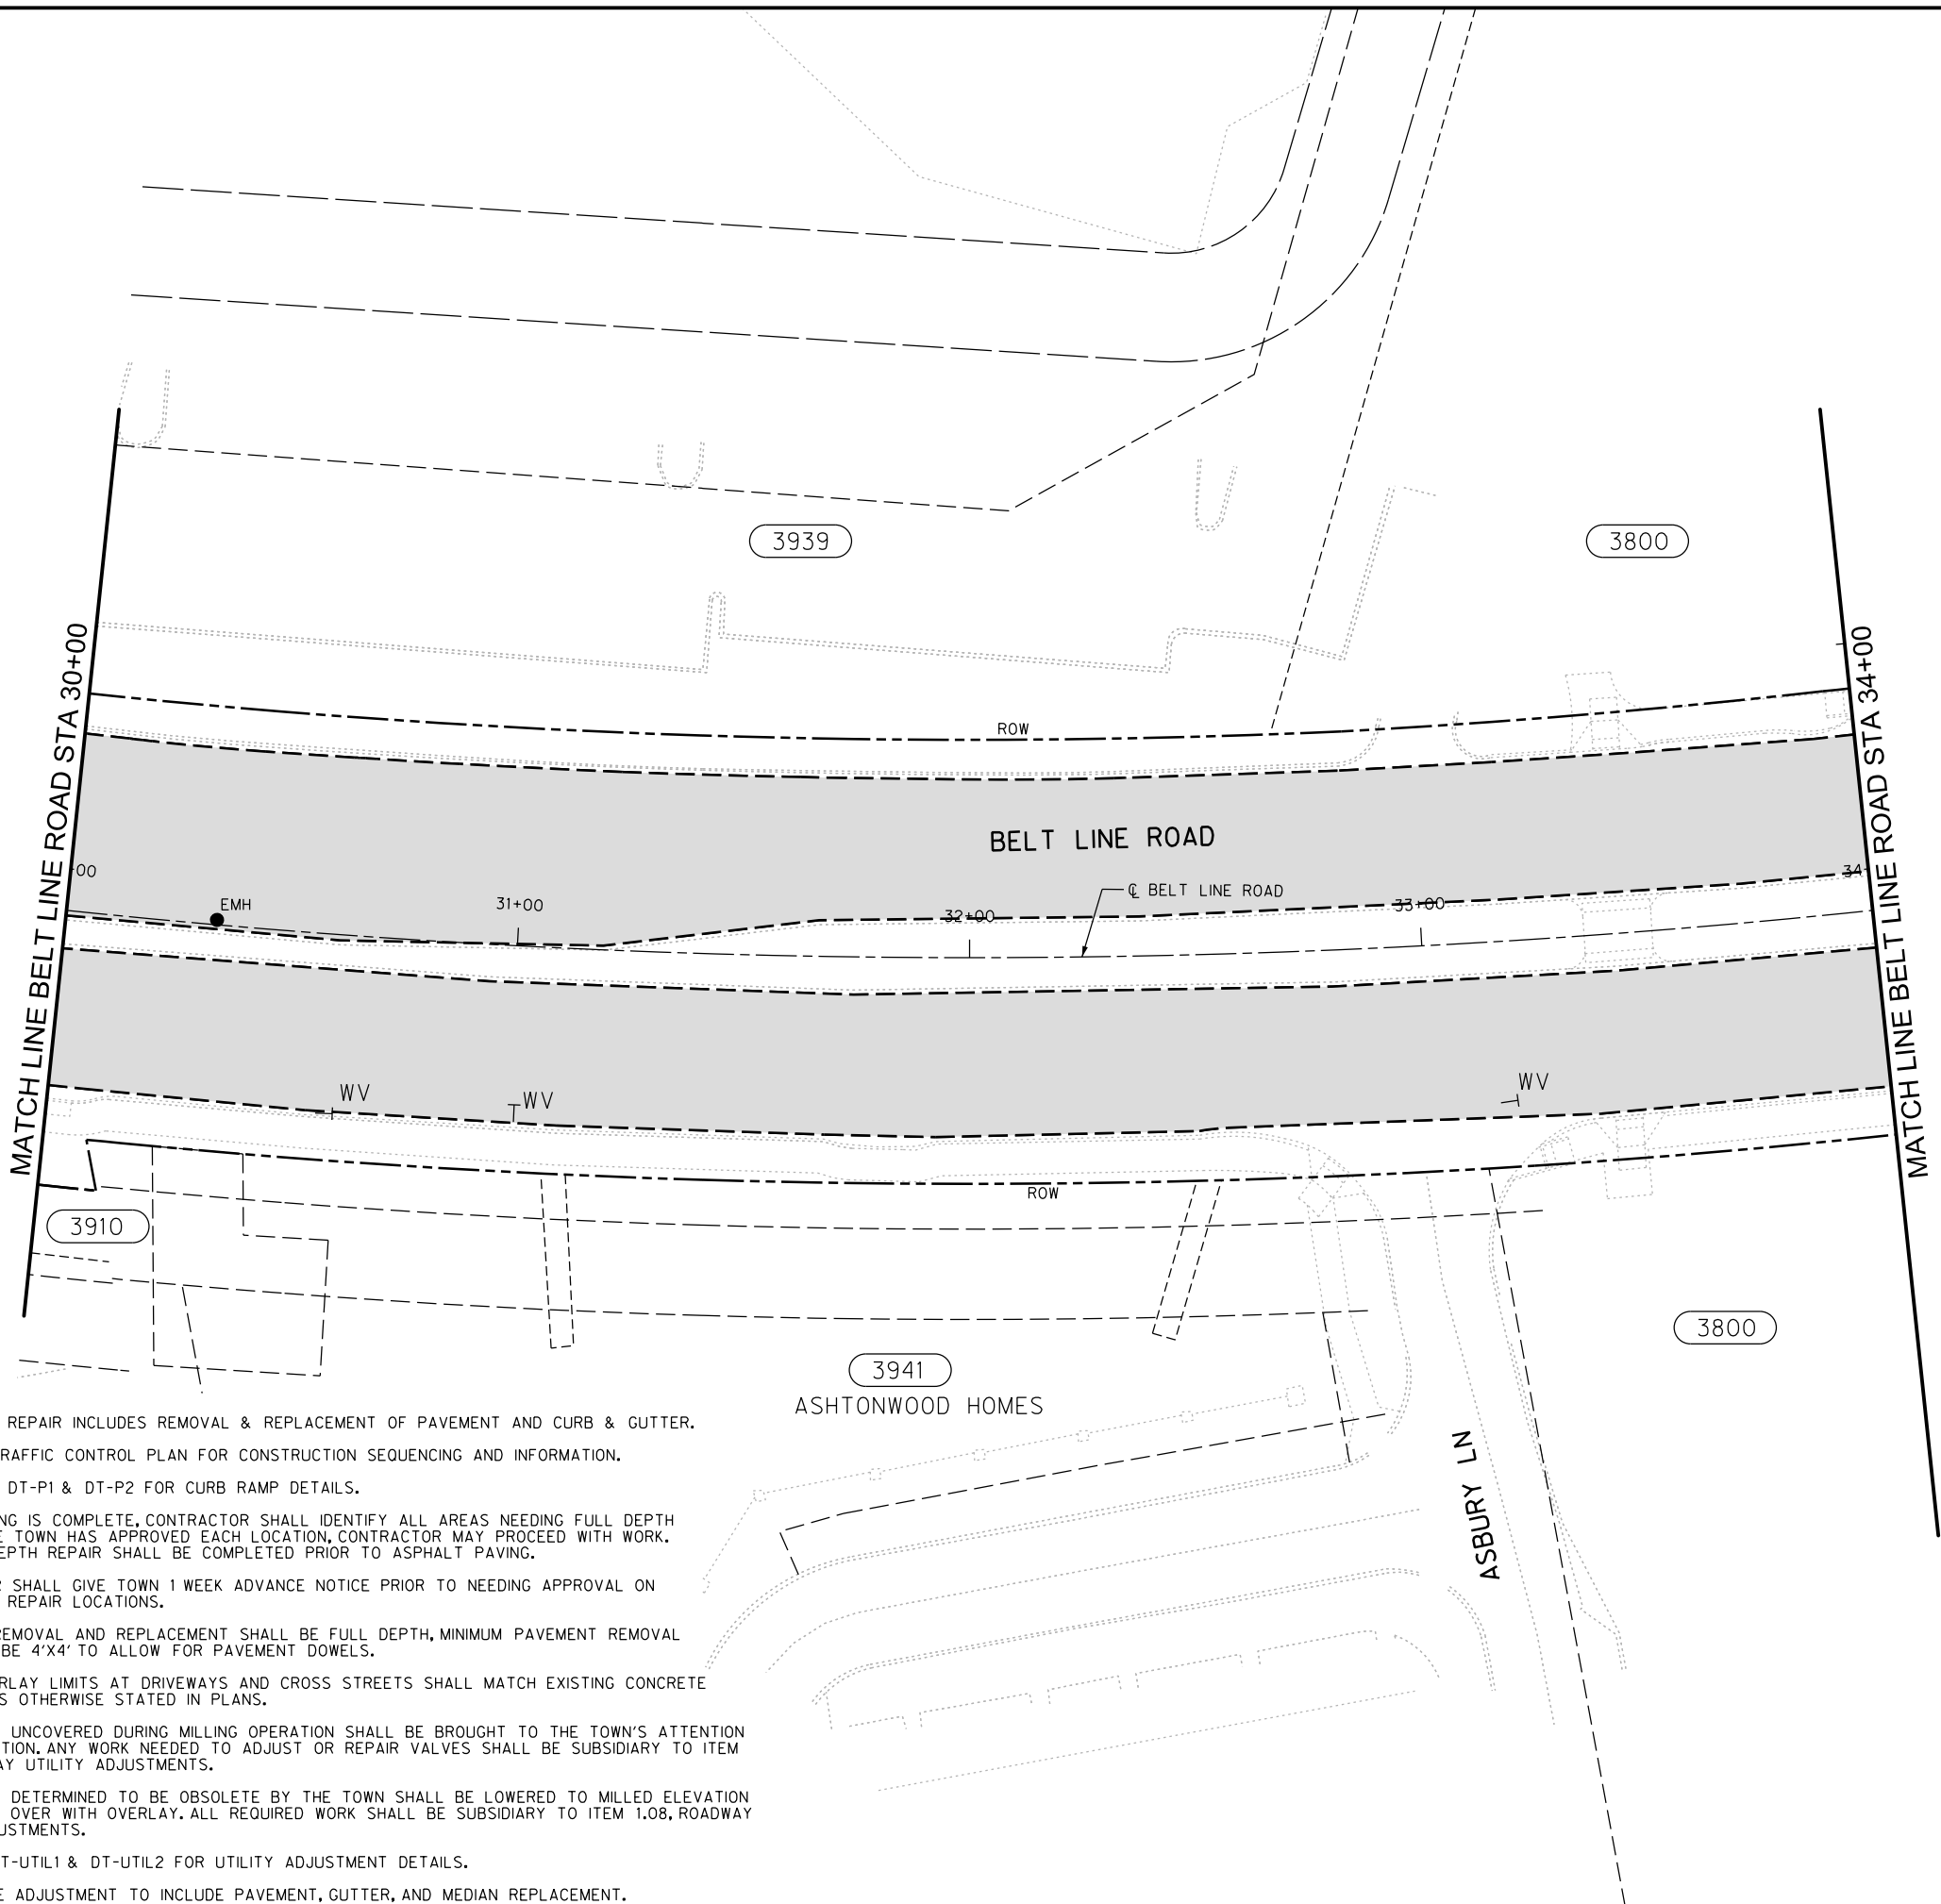 3939
3800
ROW
MATCH LINE BELT LINE ROAD STA 30+00
MATCH LINE BELT LINE ROAD STA 34+00
BELT LINE ROAD
+00
EMH
31+00
32+00
℄ BELT LINE ROAD
33+00
34+
WV
WV
WV
ROW
3910
3800
3941
ASHTONWOOD HOMES
ASBURY LN
REPAIR INCLUDES REMOVAL & REPLACEMENT OF PAVEMENT AND CURB & GUTTER.
RAFFIC CONTROL PLAN FOR CONSTRUCTION SEQUENCING AND INFORMATION.
DT-P1 & DT-P2 FOR CURB RAMP DETAILS.
NG IS COMPLETE, CONTRACTOR SHALL IDENTIFY ALL AREAS NEEDING FULL DEPTH
E TOWN HAS APPROVED EACH LOCATION, CONTRACTOR MAY PROCEED WITH WORK.
EPTH REPAIR SHALL BE COMPLETED PRIOR TO ASPHALT PAVING.
R SHALL GIVE TOWN 1 WEEK ADVANCE NOTICE PRIOR TO NEEDING APPROVAL ON
REPAIR LOCATIONS.
REMOVAL AND REPLACEMENT SHALL BE FULL DEPTH, MINIMUM PAVEMENT REMOVAL
BE 4'X4' TO ALLOW FOR PAVEMENT DOWELS.
RLAY LIMITS AT DRIVEWAYS AND CROSS STREETS SHALL MATCH EXISTING CONCRETE
S OTHERWISE STATED IN PLANS.
UNCOVERED DURING MILLING OPERATION SHALL BE BROUGHT TO THE TOWN'S ATTENTION
TION. ANY WORK NEEDED TO ADJUST OR REPAIR VALVES SHALL BE SUBSIDIARY TO ITEM
AY UTILITY ADJUSTMENTS.
DETERMINED TO BE OBSOLETE BY THE TOWN SHALL BE LOWERED TO MILLED ELEVATION
OVER WITH OVERLAY. ALL REQUIRED WORK SHALL BE SUBSIDIARY TO ITEM 1.08, ROADWAY
USTMENTS.
T-UTIL1 & DT-UTIL2 FOR UTILITY ADJUSTMENT DETAILS.
E ADJUSTMENT TO INCLUDE PAVEMENT, GUTTER, AND MEDIAN REPLACEMENT.